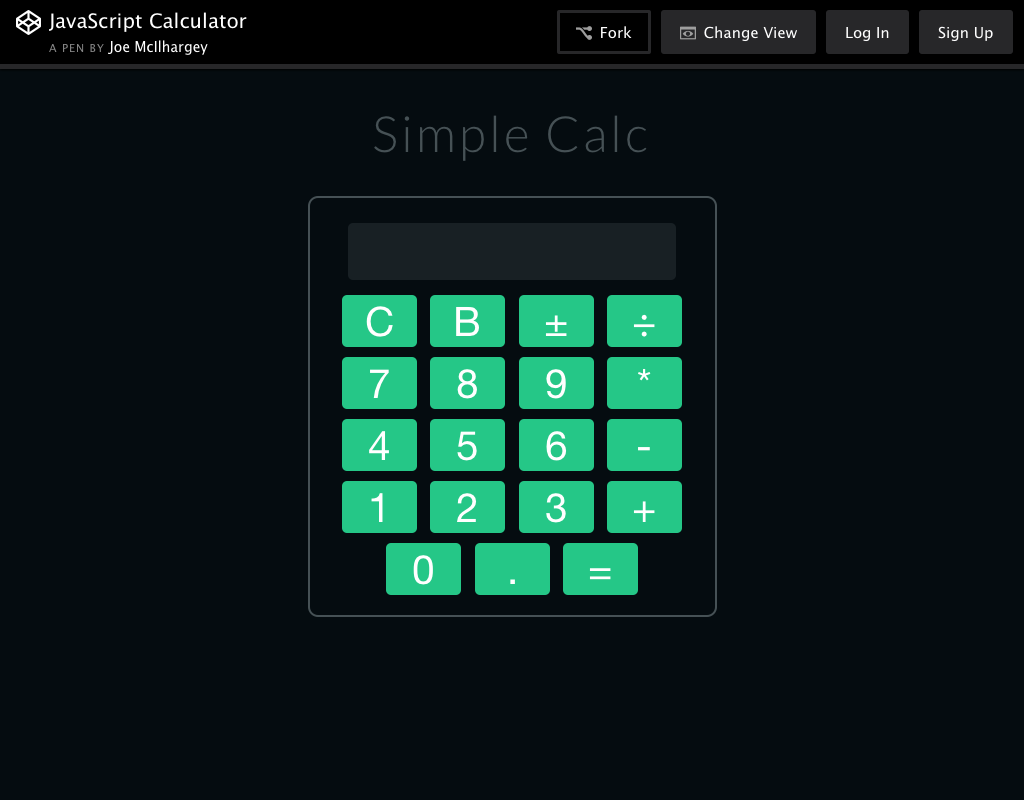 JavaScript Calculator
A PEN BY Joe McIlhargey
Fork
Change View
Log In
Sign Up
Simple Calc
C B ± ÷
7 8 9 *
4 5 6 -
1 2 3 +
0 . =